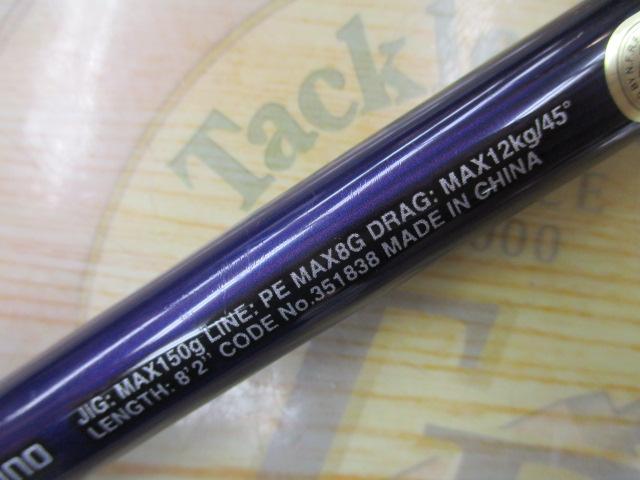 JIG: MAX150g LINE: PE MAX8G DRAG: MAX12kg/45°
LENGTH: 8'2" CODE No.351838 MADE IN CHINA
Tackle